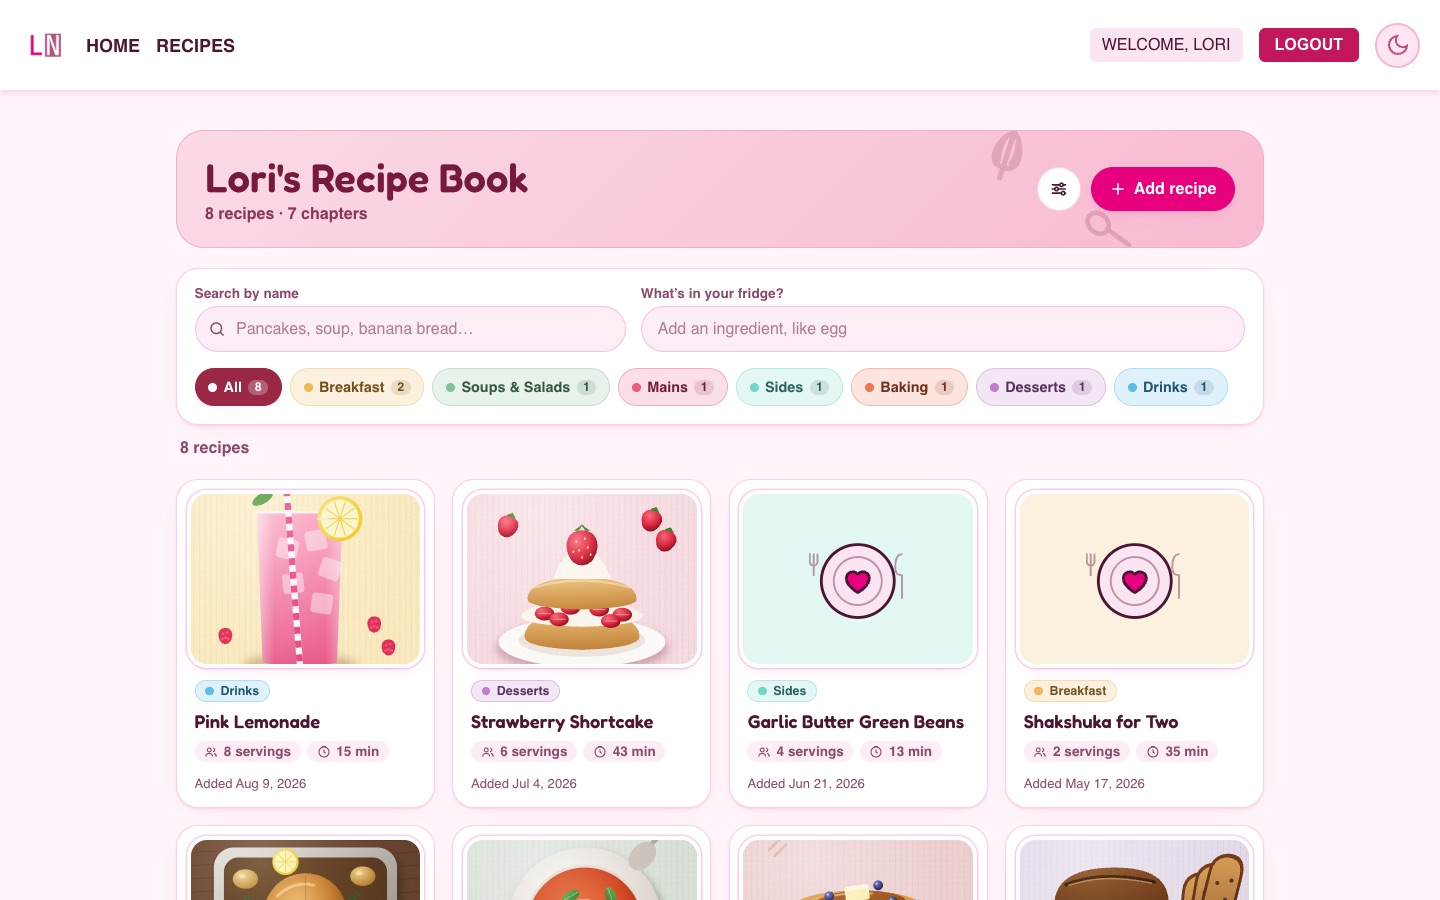 LN HOME RECIPES WELCOME, LORI LOGOUT
Lori's Recipe Book
8 recipes · 7 chapters
Add recipe
Search by name
What's in your fridge?
Pancakes, soup, banana bread…
Add an ingredient, like egg
All 8 Breakfast 2 Soups & Salads 1 Mains 1 Sides 1 Baking 1 Desserts 1 Drinks 1
8 recipes
Drinks
Pink Lemonade
8 servings 15 min
Added Aug 9, 2026
Desserts
Strawberry Shortcake
6 servings 43 min
Added Jul 4, 2026
Sides
Garlic Butter Green Beans
4 servings 13 min
Added Jun 21, 2026
Breakfast
Shakshuka for Two
2 servings 35 min
Added May 17, 2026